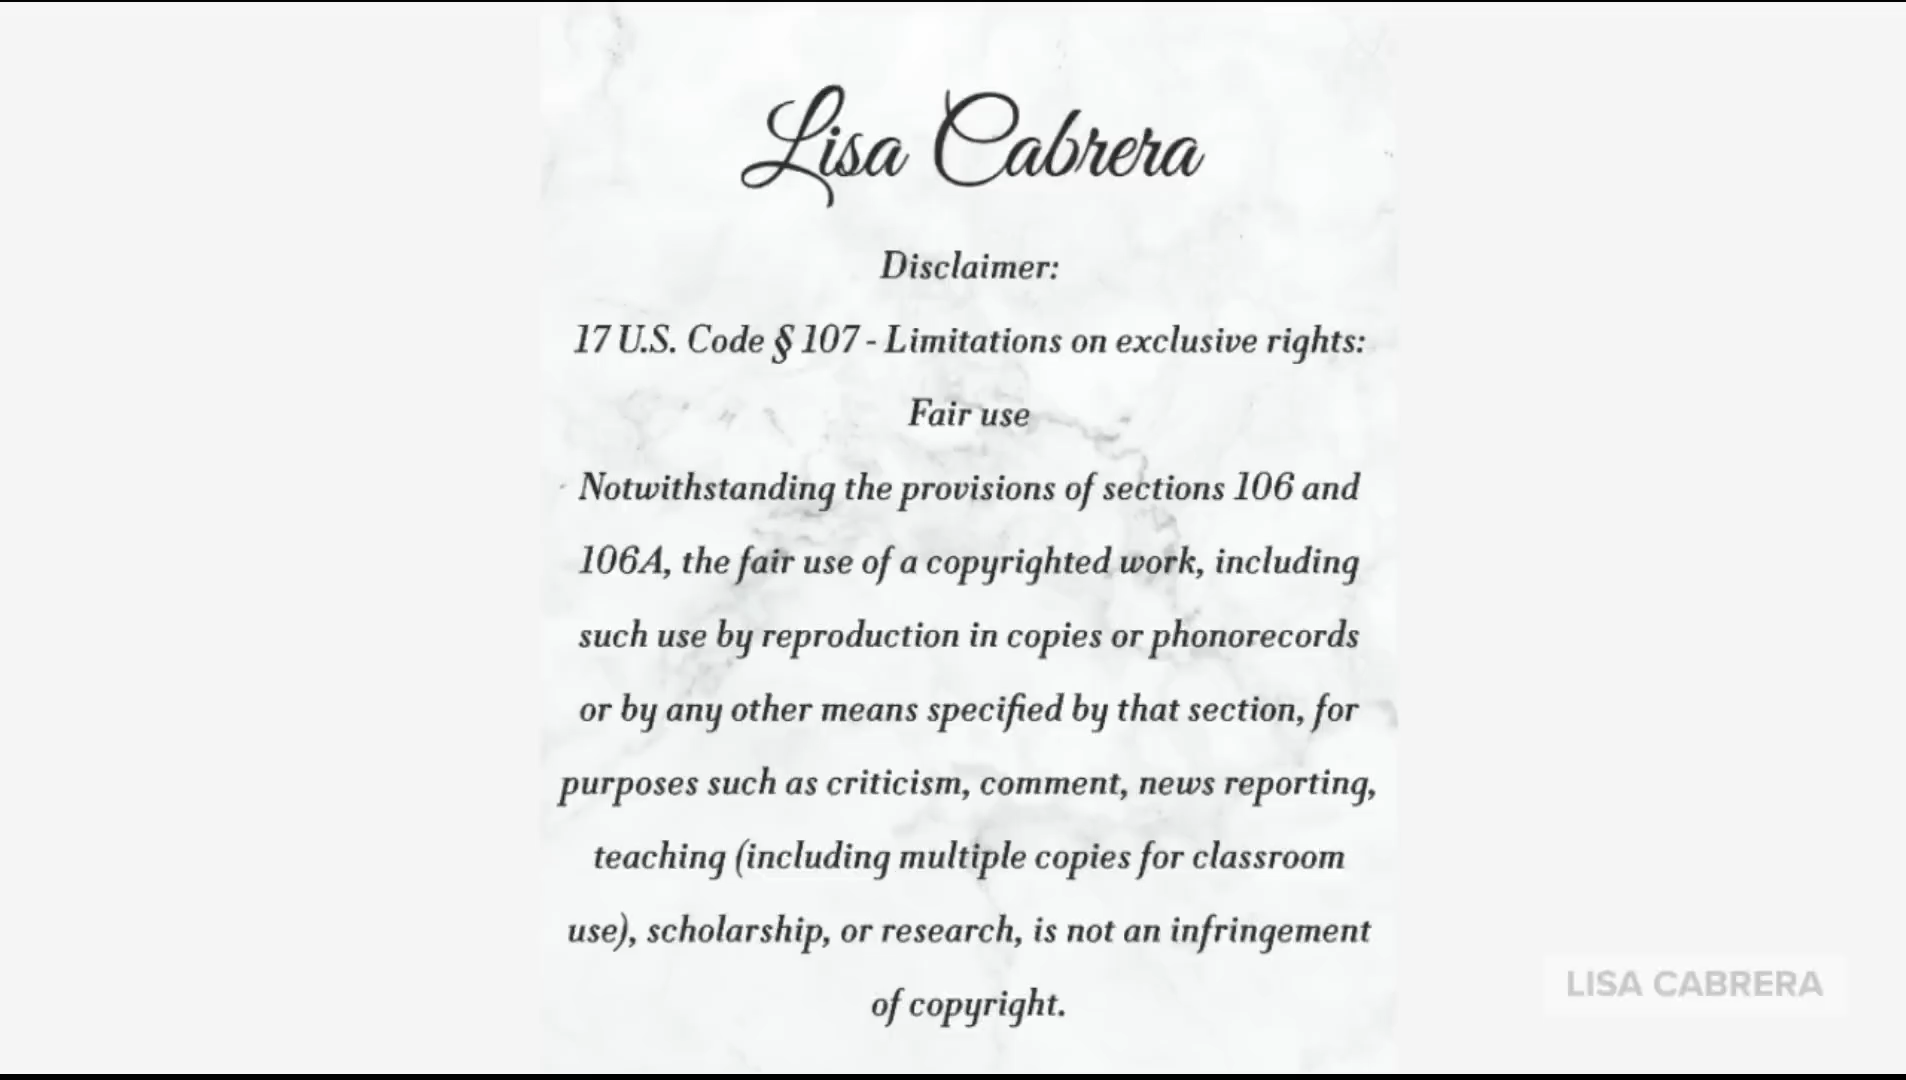 Lisa Cabrera
Disclaimer:
17 U.S. Code § 107 - Limitations on exclusive rights:
Fair use
Notwithstanding the provisions of sections 106 and
106A, the fair use of a copyrighted work, including
such use by reproduction in copies or phonorecords
or by any other means specified by that section, for
purposes such as criticism, comment, news reporting,
teaching (including multiple copies for classroom
use), scholarship, or research, is not an infringement
of copyright.
LISA CABRERA